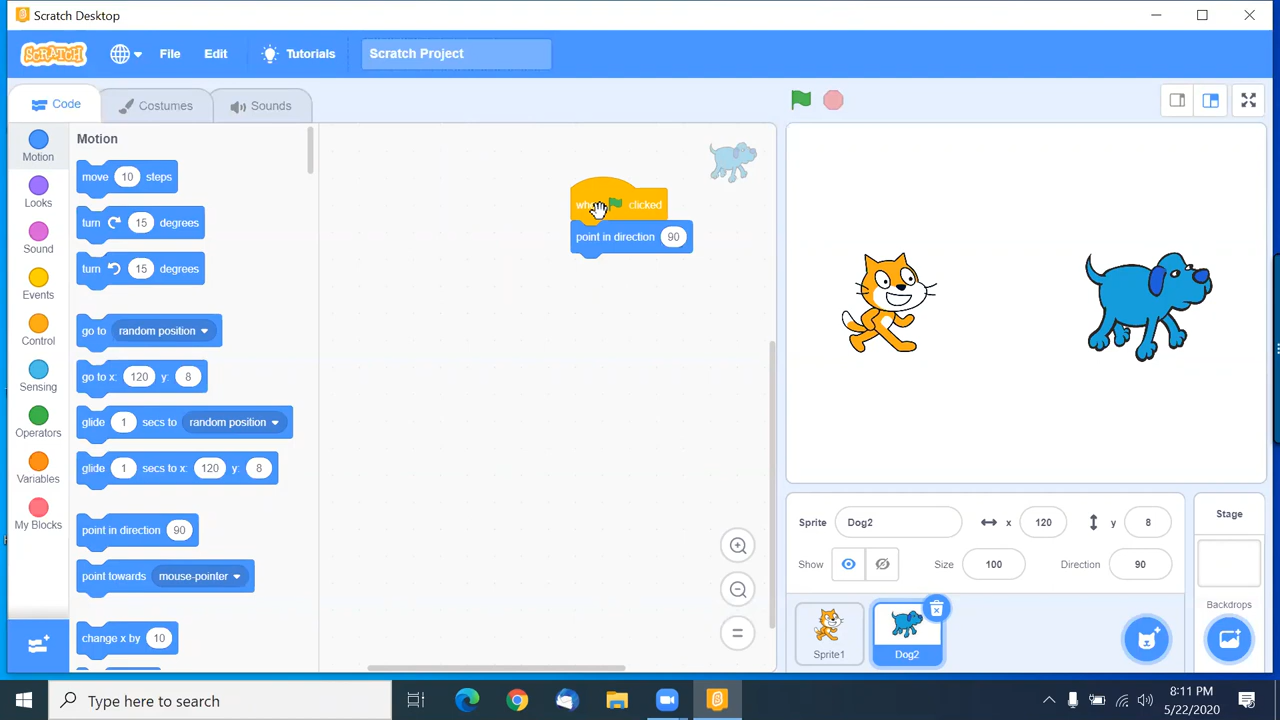 Scratch Desktop
SCRATCH
File
Edit
Tutorials
Scratch Project
Code
Costumes
Sounds
Motion
Looks
Sound
Events
Control
Sensing
Operators
Variables
My Blocks
Motion
move 10 steps
turn 15 degrees
turn 15 degrees
go to random position
go to x: 120 y: 8
glide 1 secs to random position
glide 1 secs to x: 120 y: 8
point in direction 90
point towards mouse-pointer
change x by 10
clicked
point in direction 90
Sprite Dog2 x 120 y 8
Show Size 100 Direction 90
Sprite1
Dog2
Stage
Backdrops
Type here to search
8:11 PM
5/22/2020